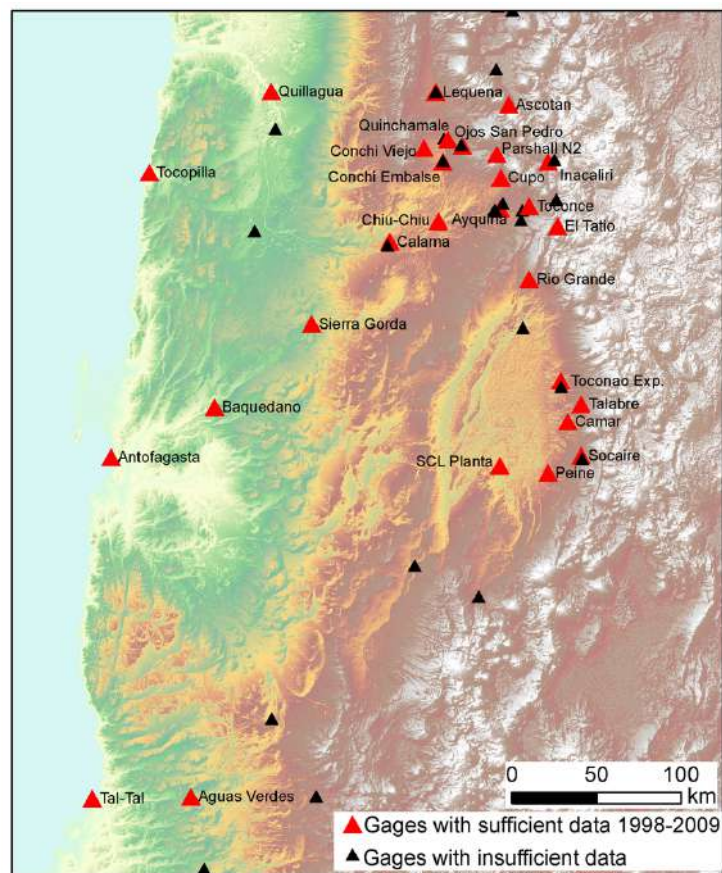 Quillagua
Lequena
Ascotan
Quinchamale
Ojos San Pedro
Conchi Viejo
Parshall N2
Conchi Embalse
Cupo
Inacaliri
Tocopilla
Chiu-Chiu
Ayquina
Toconce
El Tatio
Calama
Rio Grande
Sierra Gorda
Toconao Exp.
Talabre
Baquedano
Camar
Antofagasta
SCL Planta
Socaire
Peine
Tal-Tal
Aguas Verdes
0 50 100
km
Gages with sufficient data 1998-2009
Gages with insufficient data